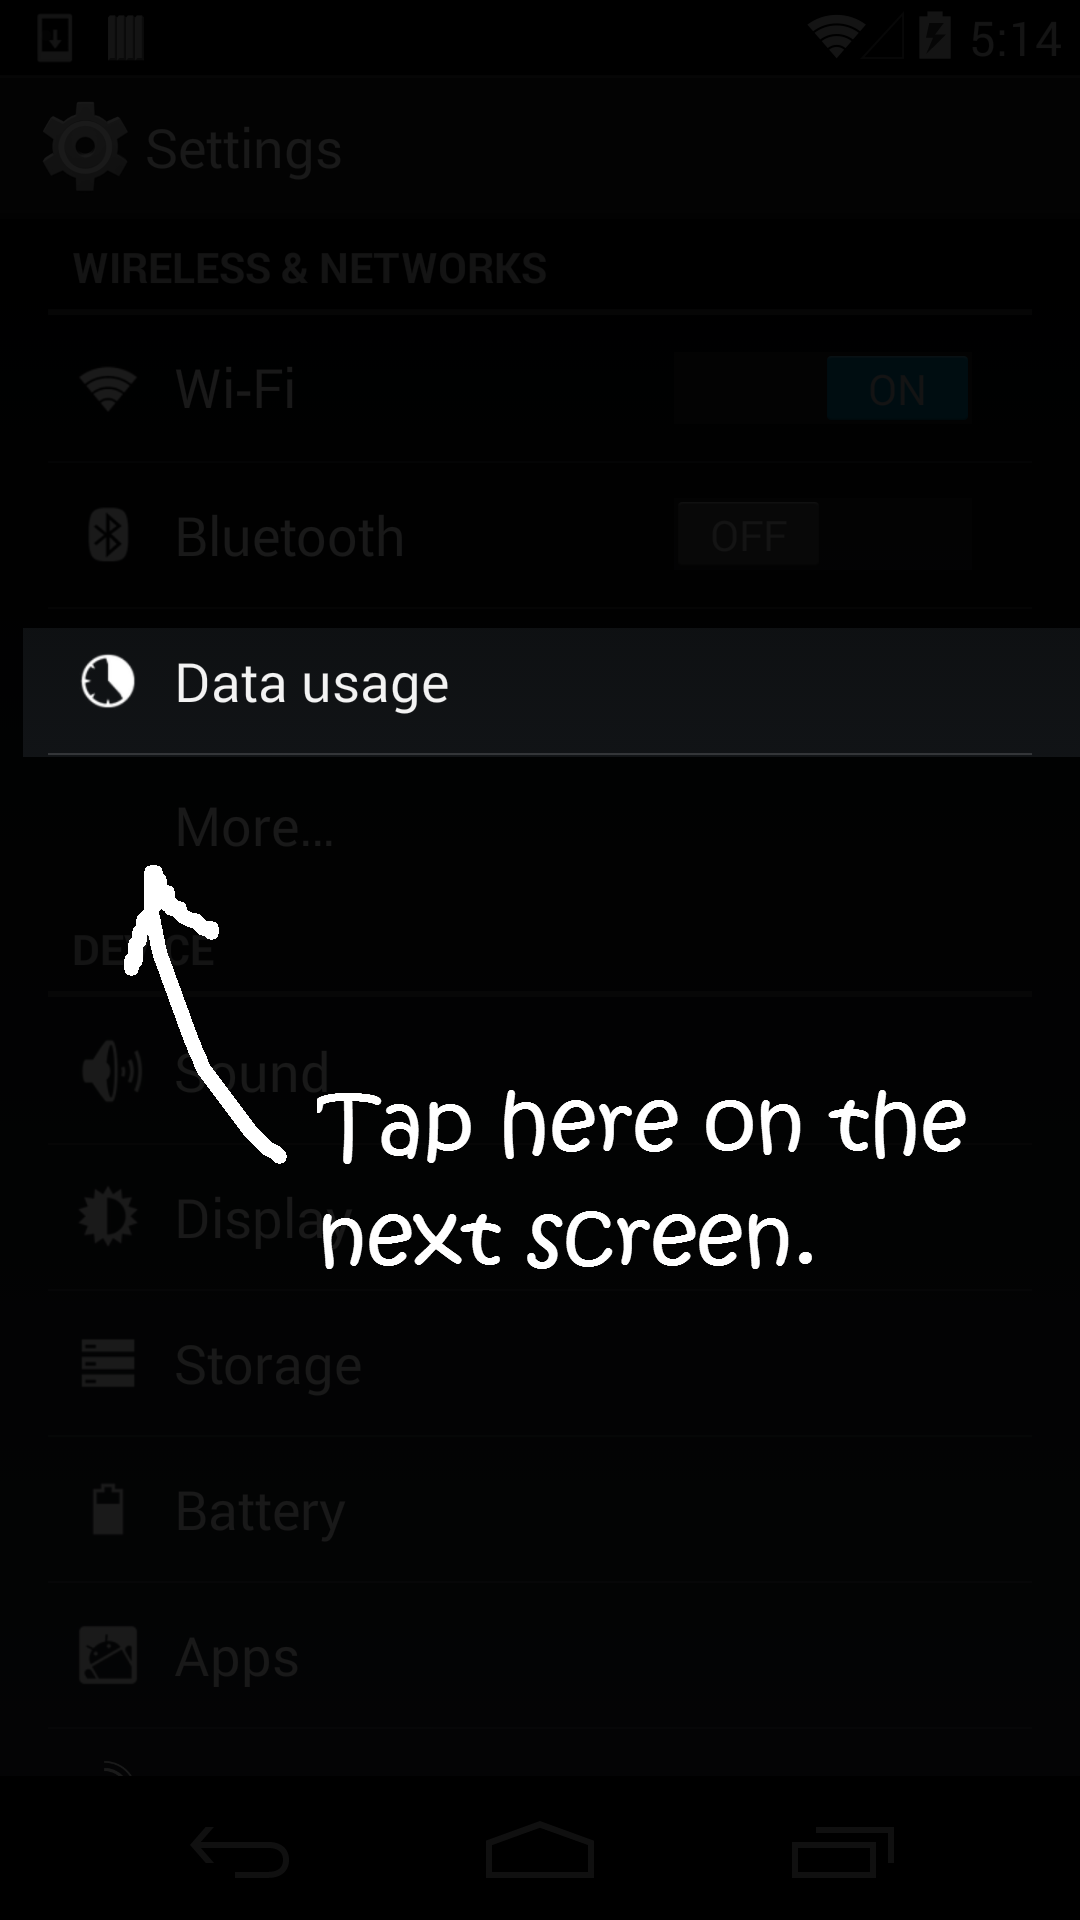 5:14
Settings
WIRELESS & NETWORKS
Wi-Fi
ON
Bluetooth
OFF
Data usage
More...
DEVICE
Sound
Tap here on the
Display
next screen.
Storage
Battery
Apps